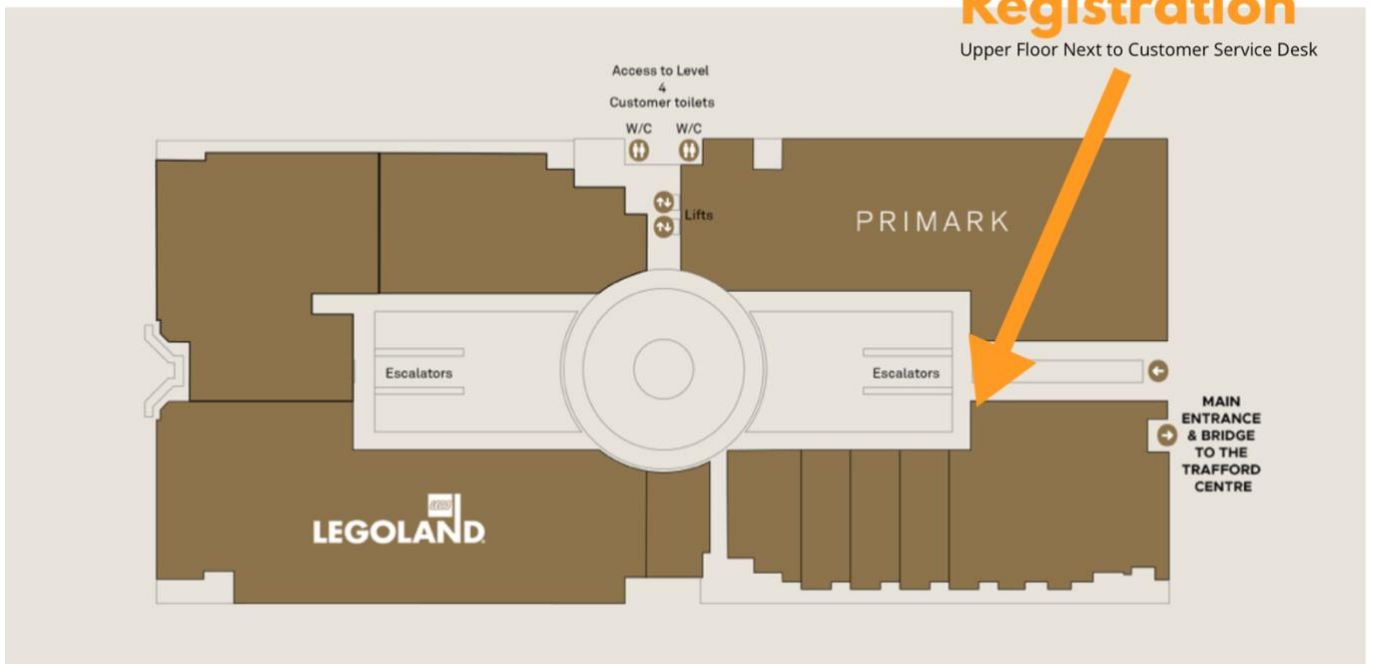 Registration
Upper Floor Next to Customer Service Desk
Access to Level
4
Customer toilets
W/C W/C
Lifts
PRIMARK
Escalators
Escalators
MAIN
ENTRANCE
& BRIDGE
TO THE
TRAFFORD
CENTRE
LEGO
LEGOLAND